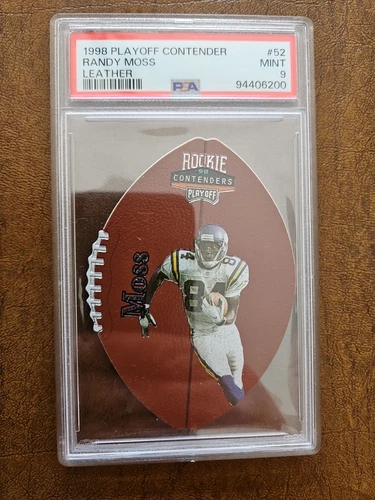 1998 PLAYOFF CONTENDER #52
RANDY MOSS MINT
LEATHER PSA 9
94406200
ROOKIE
98
CONTENDERS
PLAYOFF
Moss
84